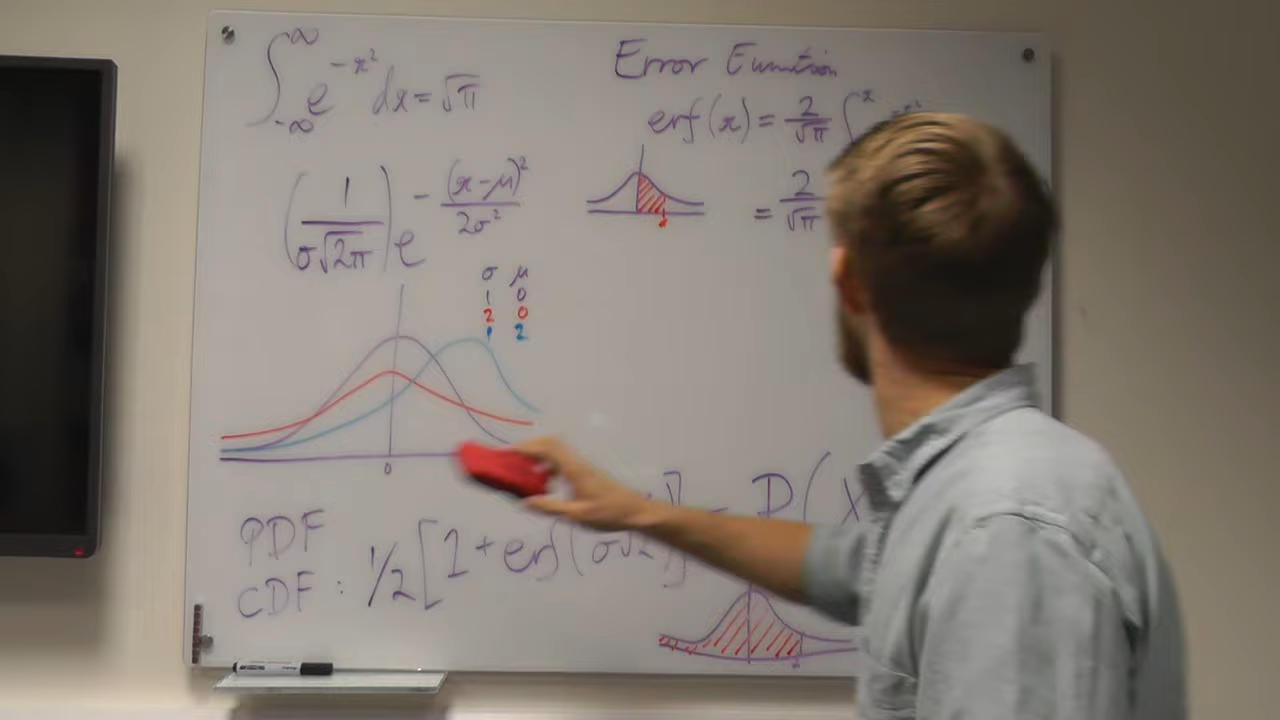 ∫_{-∞}^{∞} e^{-x²} dx = √π
(1/(σ√2π)) e^{-(x-μ)²/2σ²}
σ μ
1 0
2 0
1 2
0
PDF
CDF : 1/2 [1 + erf(
Error Function
erf(x) = 2/√π ∫^x
= 2/√π
P(X